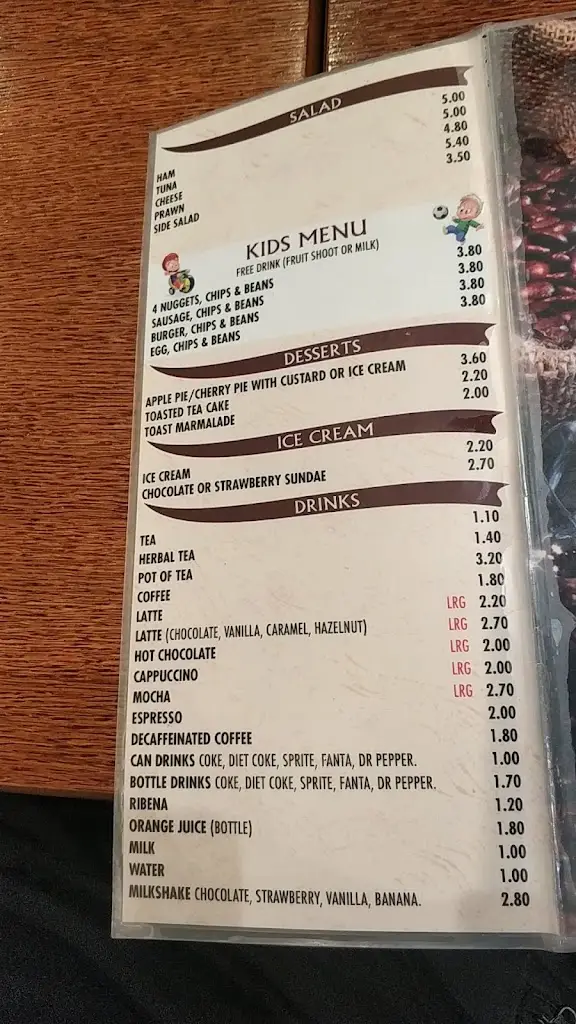 SALAD
HAM 5.00
TUNA 5.00
CHEESE 4.80
PRAWN 5.40
SIDE SALAD 3.50
KIDS MENU
FREE DRINK (FRUIT SHOOT OR MILK)
4 NUGGETS, CHIPS & BEANS 3.80
SAUSAGE, CHIPS & BEANS 3.80
BURGER, CHIPS & BEANS 3.80
EGG, CHIPS & BEANS 3.80
DESSERTS
APPLE PIE/CHERRY PIE WITH CUSTARD OR ICE CREAM 3.60
TOASTED TEA CAKE 2.20
TOAST MARMALADE 2.00
ICE CREAM
ICE CREAM 2.20
CHOCOLATE OR STRAWBERRY SUNDAE 2.70
DRINKS
TEA 1.10
HERBAL TEA 1.40
POT OF TEA 3.20
COFFEE 1.80
LATTE LRG 2.20
LATTE (CHOCOLATE, VANILLA, CARAMEL, HAZELNUT) LRG 2.70
HOT CHOCOLATE LRG 2.00
CAPPUCCINO LRG 2.00
MOCHA LRG 2.70
ESPRESSO 2.00
DECAFFEINATED COFFEE 1.80
CAN DRINKS COKE, DIET COKE, SPRITE, FANTA, DR PEPPER. 1.00
BOTTLE DRINKS COKE, DIET COKE, SPRITE, FANTA, DR PEPPER. 1.70
RIBENA 1.20
ORANGE JUICE (BOTTLE) 1.80
MILK 1.00
WATER 1.00
MILKSHAKE CHOCOLATE, STRAWBERRY, VANILLA, BANANA. 2.80